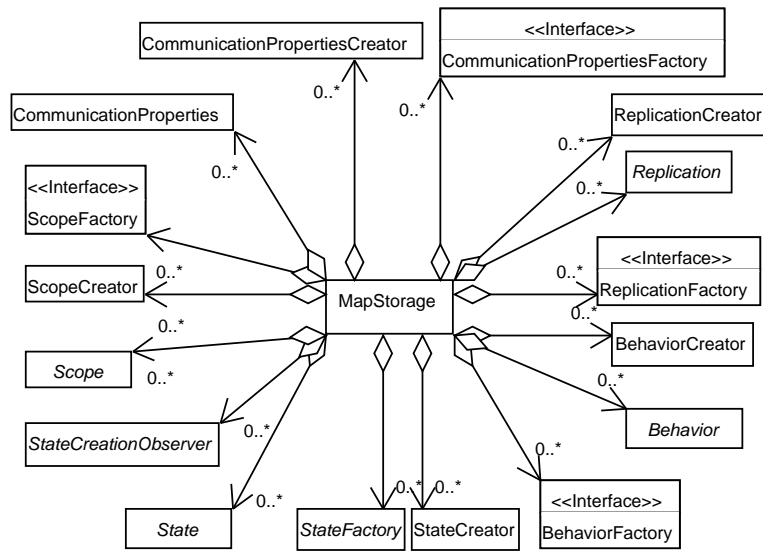 CommunicationPropertiesCreator
<<Interface>>
CommunicationPropertiesFactory
0..*
0..*
CommunicationProperties
0..*
ReplicationCreator
0..*
Replication
0..*
<<Interface>>
ScopeFactory
<<Interface>>
ReplicationFactory
0..*
ScopeCreator
0..*
MapStorage
0..*
0..*
BehaviorCreator
Scope
0..*
0..*
Behavior
StateCreationObserver
0..*
0..*
State
0..*
StateFactory
0..*
StateCreator
0..*
<<Interface>>
BehaviorFactory